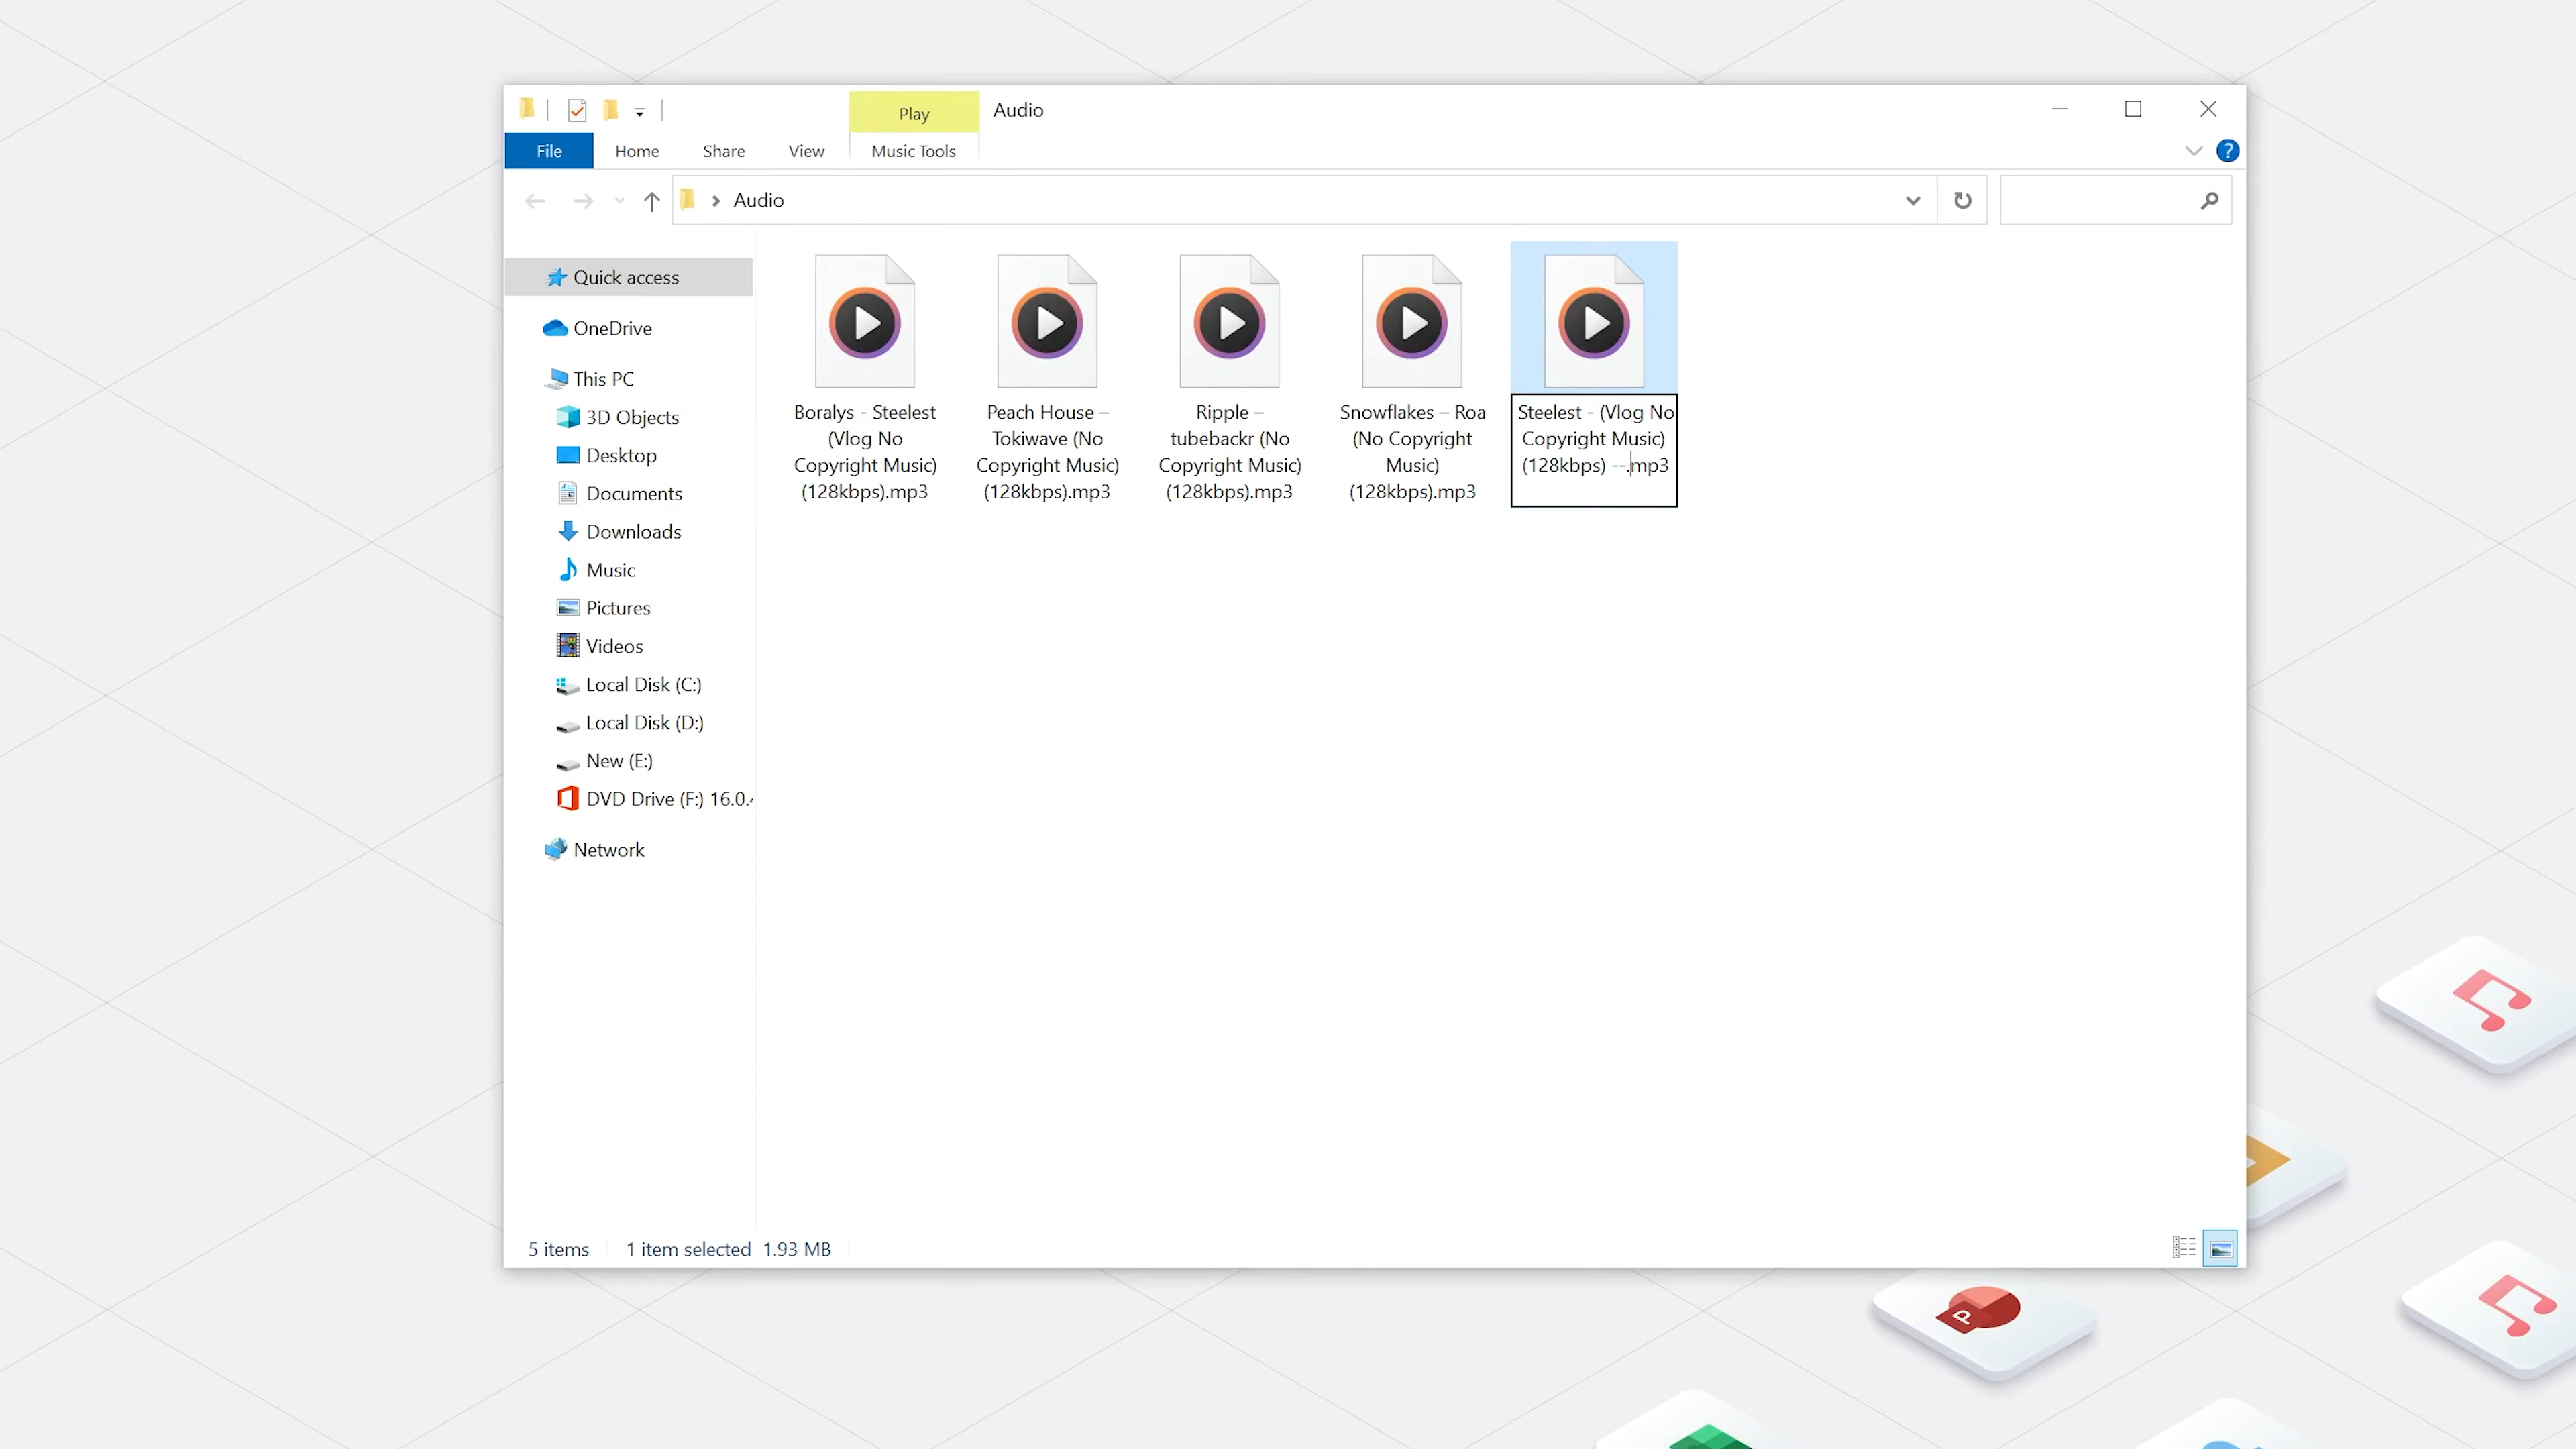 Play
Audio
File
Home
Share
View
Music Tools
?
Audio
Quick access
OneDrive
This PC
3D Objects
Desktop
Documents
Downloads
Music
Pictures
Videos
Local Disk (C:)
Local Disk (D:)
New (E:)
DVD Drive (F:) 16.0.4
Network
Boralys - Steelest
(Vlog No
Copyright Music)
(128kbps).mp3
Peach House –
Tokiwave (No
Copyright Music)
(128kbps).mp3
Ripple –
tubebackr (No
Copyright Music)
(128kbps).mp3
Snowflakes – Roa
(No Copyright
Music)
(128kbps).mp3
Steelest - (Vlog No
Copyright Music)
(128kbps) --.mp3
5 items
1 item selected 1.93 MB
P